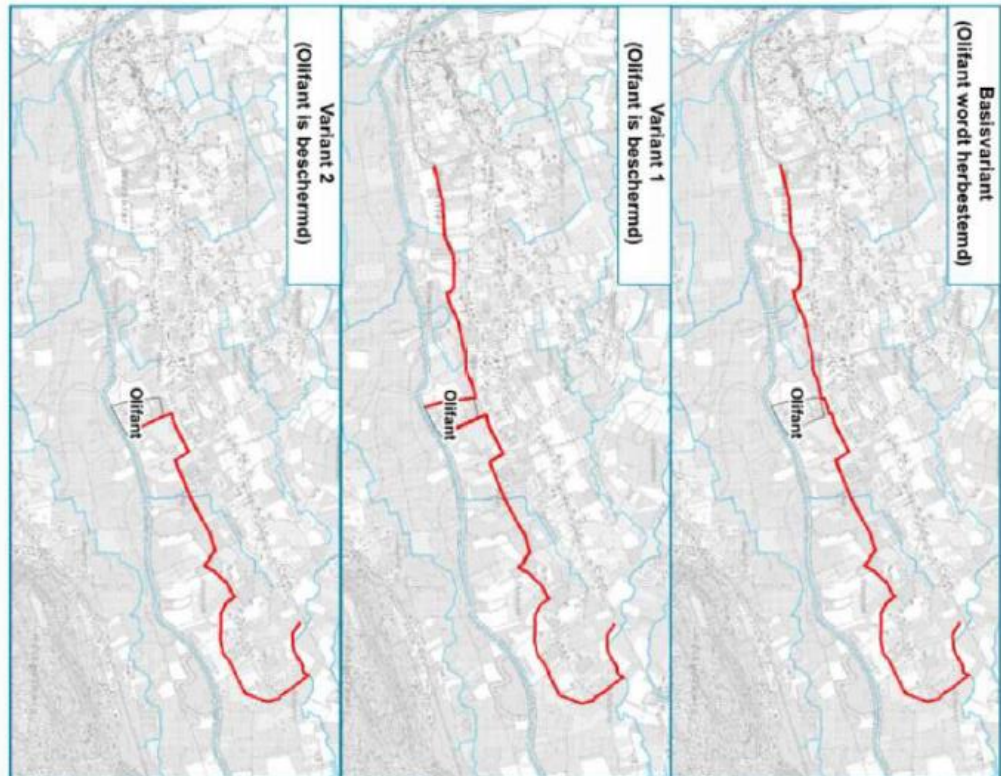 Basisvariant
(Olifant wordt herbestemd)
Olifant
Variant 1
(Olifant is beschermd)
Olifant
Variant 2
(Olifant is beschermd)
Olifant